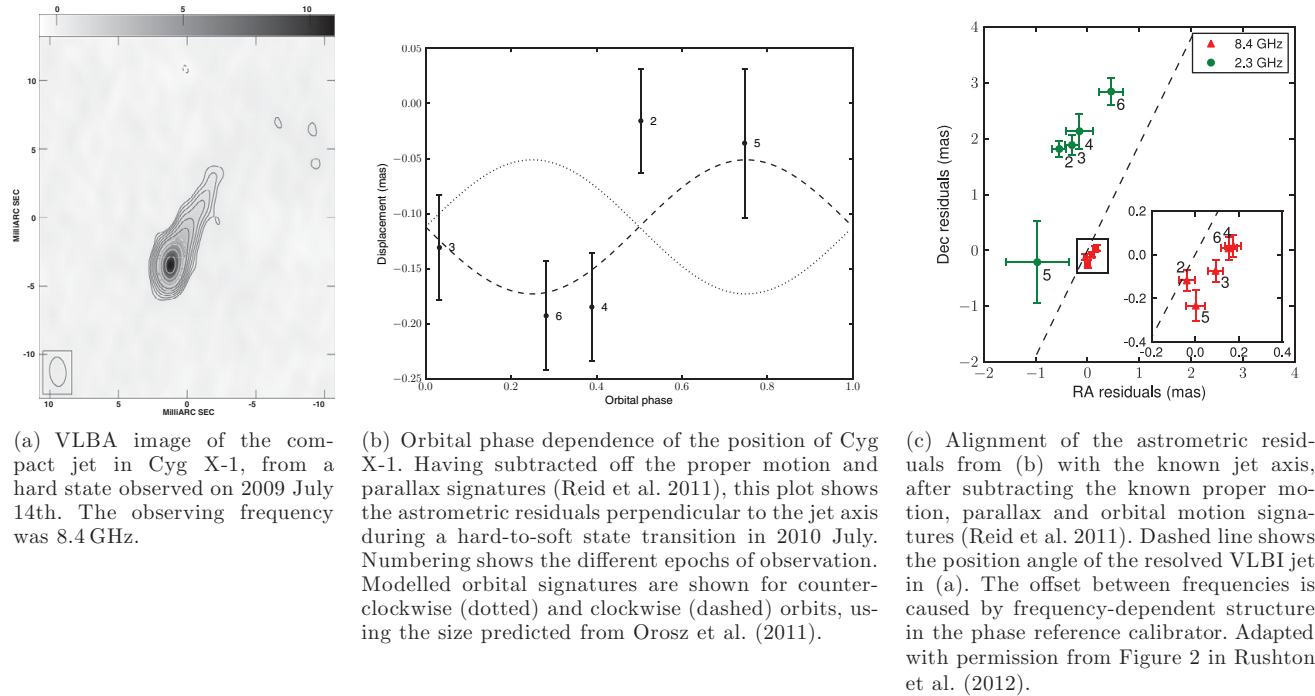 0 5 10
10
5
0
-5
-10
MilliARC SEC
10 5 0 -5 -10
MilliARC SEC
0.05
0.00
−0.05
−0.10
−0.15
−0.20
−0.25
Displacement (mas)
2
5
3
6
4
0.0 0.2 0.4 0.6 0.8 1.0
Orbital phase
4
3
2
1
0
−1
−2
Dec residuals (mas)
8.4 GHz
2.3 GHz
6
4
3
2
5
0.2
0.0
-0.2
-0.4
6 4
2
3
5
-0.2 0.0 0.2 0.4
−2 −1 0 1 2 3 4
RA residuals (mas)
(a) VLBA image of the com-
pact jet in Cyg X-1, from a
hard state observed on 2009 July
14th. The observing frequency
was 8.4 GHz.
(b) Orbital phase dependence of the position of Cyg
X-1. Having subtracted off the proper motion and
parallax signatures (Reid et al. 2011), this plot shows
the astrometric residuals perpendicular to the jet axis
during a hard-to-soft state transition in 2010 July.
Numbering shows the different epochs of observation.
Modelled orbital signatures are shown for counter-
clockwise (dotted) and clockwise (dashed) orbits, us-
ing the size predicted from Orosz et al. (2011).
(c) Alignment of the astrometric resid-
uals from (b) with the known jet axis,
after subtracting the known proper mo-
tion, parallax and orbital motion signa-
tures (Reid et al. 2011). Dashed line shows
the position angle of the resolved VLBI jet
in (a). The offset between frequencies is
caused by frequency-dependent structure
in the phase reference calibrator. Adapted
with permission from Figure 2 in Rushton
et al. (2012).